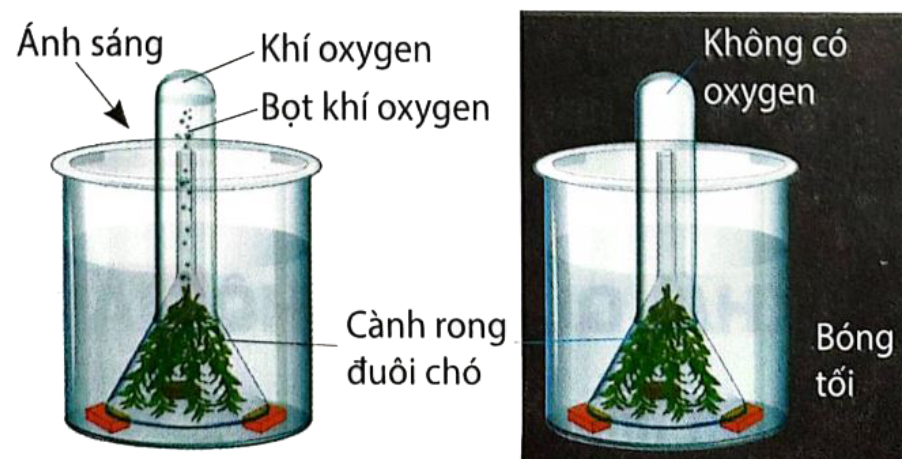 Ánh sáng
Khí oxygen
Bọt khí oxygen
Cành rong
đuôi chó
Không có
oxygen
Bóng
tối